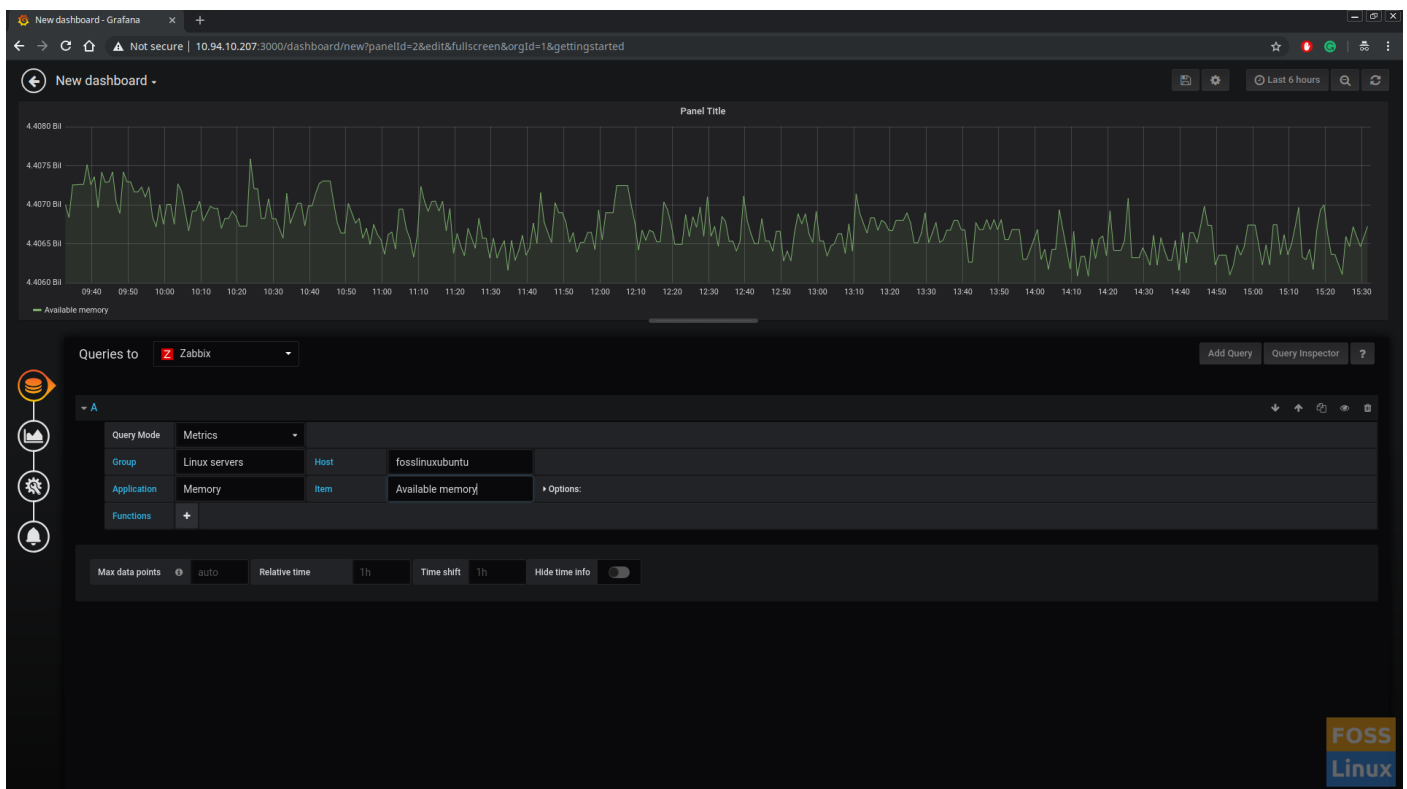 New dashboard - Grafana × +
Not secure | 10.94.10.207:3000/dashboard/new?panelId=2&edit&fullscreen&orgId=1&gettingstarted
New dashboard
Last 6 hours
Panel Title
4.4080 Bil
4.4075 Bil
4.4070 Bil
4.4065 Bil
4.4060 Bil
09:40 09:50 10:00 10:10 10:20 10:30 10:40 10:50 11:00 11:10 11:20 11:30 11:40 11:50 12:00 12:10 12:20 12:30 12:40 12:50 13:00 13:10 13:20 13:30 13:40 13:50 14:00 14:10 14:20 14:30 14:40 14:50 15:00 15:10 15:20 15:30
Available memory
Queries to Z Zabbix Add Query Query Inspector ?
A
Query Mode Metrics
Group Linux servers Host fosslinuxubuntu
Application Memory Item Available memory Options:
Functions +
Max data points auto Relative time 1h Time shift 1h Hide time info
FOSS
Linux